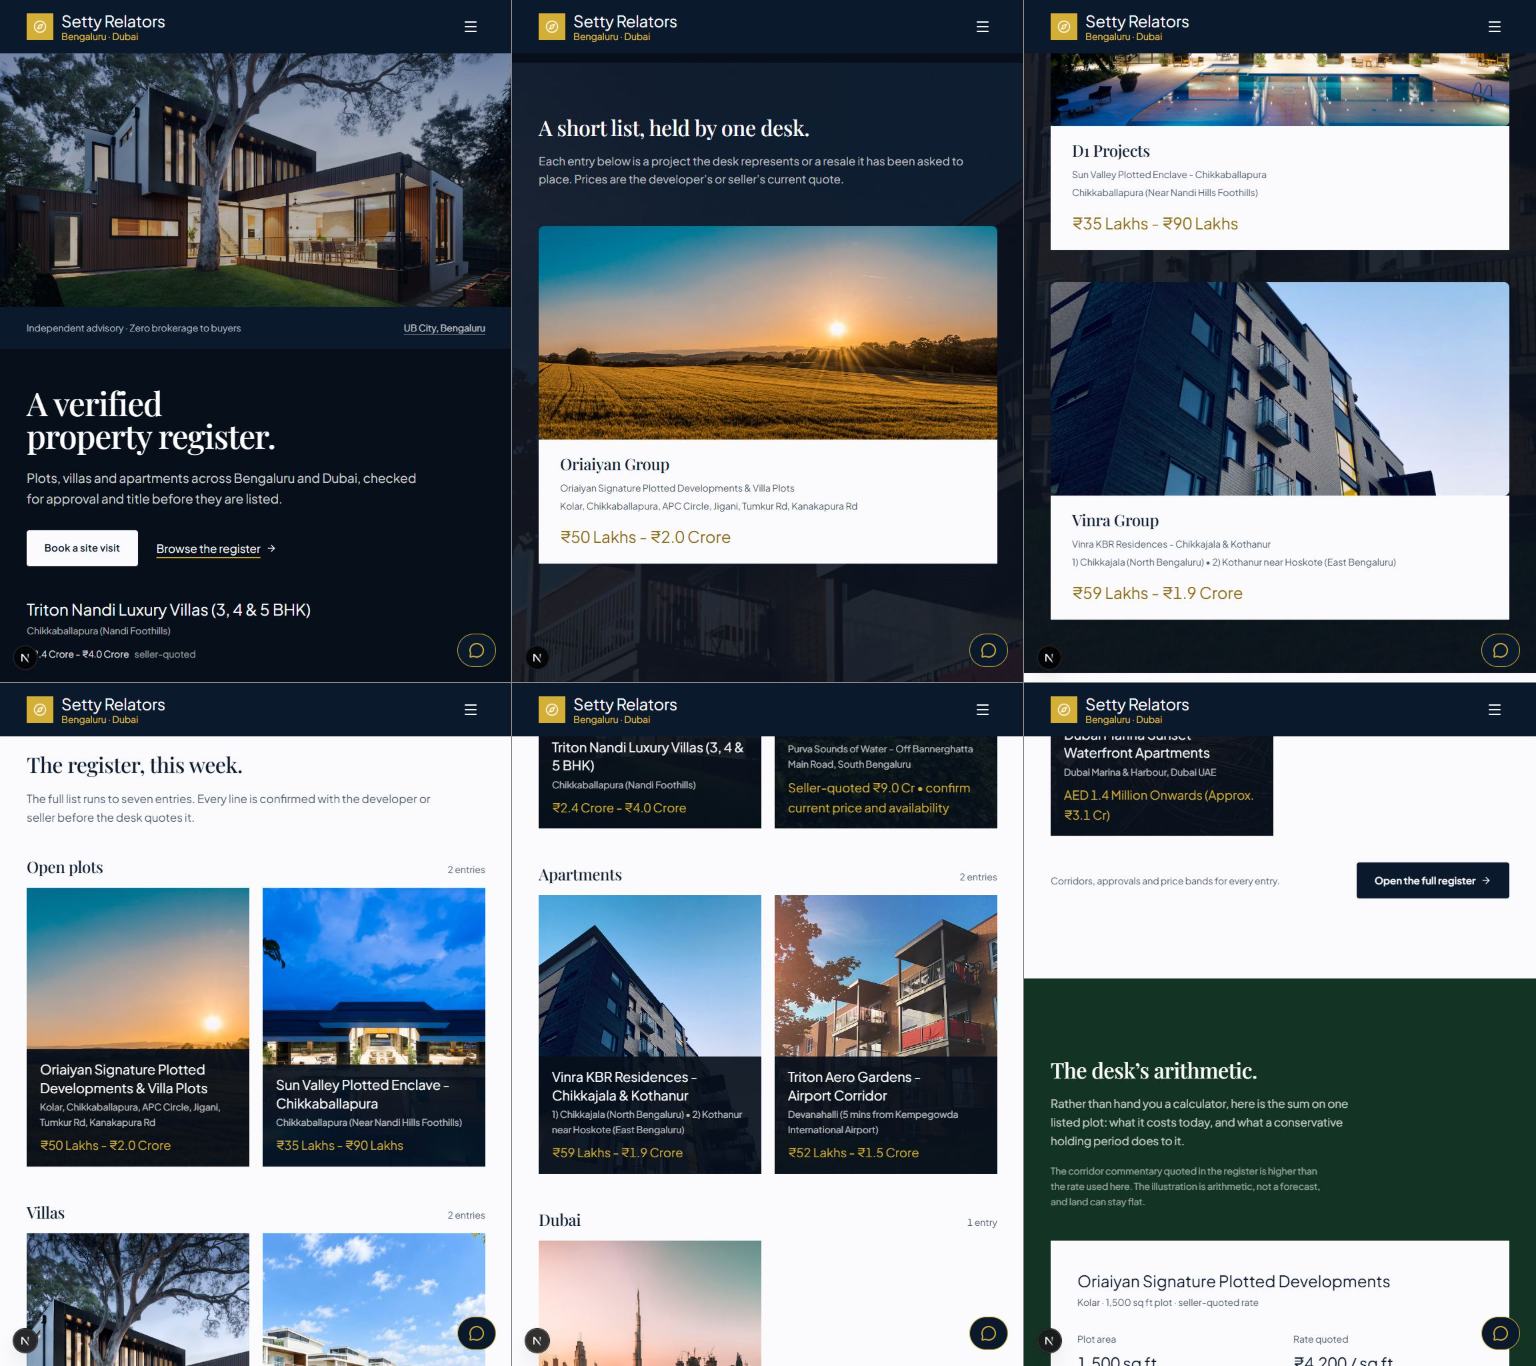 Setty Relators
Bengaluru · Dubai
Independent advisory · Zero brokerage to buyers
UB City, Bengaluru
A verified
property register.
Plots, villas and apartments across Bengaluru and Dubai, checked
for approval and title before they are listed.
Book a site visit
Browse the register →
Triton Nandi Luxury Villas (3, 4 & 5 BHK)
Chikkaballapura (Nandi Foothills)
.4 Crore - ₹4.0 Crore seller-quoted
N
Setty Relators
Bengaluru · Dubai
A short list, held by one desk.
Each entry below is a project the desk represents or a resale it has been asked to
place. Prices are the developer's or seller's current quote.
Oriaiyan Group
Oriaiyan Signature Plotted Developments & Villa Plots
Kolar, Chikkaballapura, APC Circle, Jigani, Tumkur Rd, Kanakapura Rd
₹50 Lakhs - ₹2.0 Crore
N
Setty Relators
Bengaluru · Dubai
D1 Projects
Sun Valley Plotted Enclave - Chikkaballapura
Chikkaballapura (Near Nandi Hills Foothills)
₹35 Lakhs - ₹90 Lakhs
Vinra Group
Vinra KBR Residences - Chikkajala & Kothanur
1) Chikkajala (North Bengaluru) • 2) Kothanur near Hoskote (East Bengaluru)
₹59 Lakhs - ₹1.9 Crore
N
Setty Relators
Bengaluru · Dubai
The register, this week.
The full list runs to seven entries. Every line is confirmed with the developer or
seller before the desk quotes it.
Open plots
2 entries
Oriaiyan Signature Plotted
Developments & Villa Plots
Kolar, Chikkaballapura, APC Circle, Jigani,
Tumkur Rd, Kanakapura Rd
₹50 Lakhs - ₹2.0 Crore
Sun Valley Plotted Enclave -
Chikkaballapura
Chikkaballapura (Near Nandi Hills Foothills)
₹35 Lakhs - ₹90 Lakhs
Villas
2 entries
N
Setty Relators
Bengaluru · Dubai
Triton Nandi Luxury Villas (3, 4 &
5 BHK)
Chikkaballapura (Nandi Foothills)
₹2.4 Crore - ₹4.0 Crore
Purva Sounds of Water - Off Bannerghatta
Main Road, South Bengaluru
Seller-quoted ₹9.0 Cr • confirm
current price and availability
Apartments
2 entries
Vinra KBR Residences -
Chikkajala & Kothanur
1) Chikkajala (North Bengaluru) • 2) Kothanur
near Hoskote (East Bengaluru)
₹59 Lakhs - ₹1.9 Crore
Triton Aero Gardens -
Airport Corridor
Devanahalli (5 mins from Kempegowda
International Airport)
₹52 Lakhs - ₹1.5 Crore
Dubai
1 entry
N
Setty Relators
Bengaluru · Dubai
Dubai Marina Sunset
Waterfront Apartments
Dubai Marina & Harbour, Dubai UAE
AED 1.4 Million Onwards (Approx.
₹3.1 Cr)
Corridors, approvals and price bands for every entry.
Open the full register →
The desk's arithmetic.
Rather than hand you a calculator, here is the sum on one
listed plot: what it costs today, and what a conservative
holding period does to it.
The corridor commentary quoted in the register is higher than
the rate used here. The illustration is arithmetic, not a forecast,
and land can stay flat.
Oriaiyan Signature Plotted Developments
Kolar · 1,500 sq ft plot · seller-quoted rate
Plot area
Rate quoted
1,500 sq ft
₹4,200 / sq ft
N